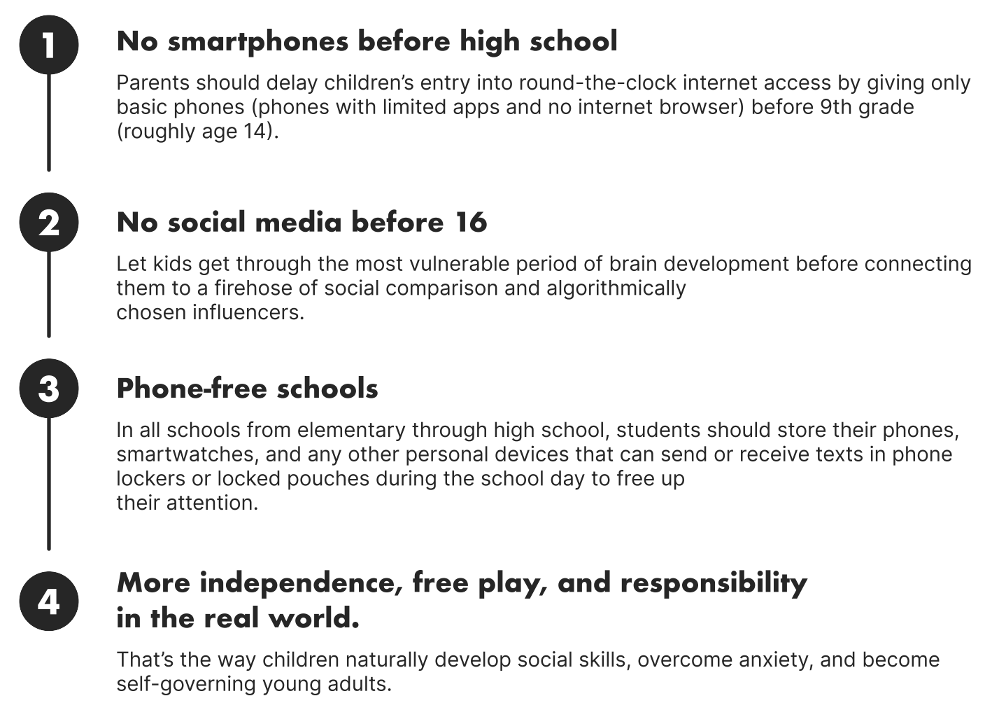 1
No smartphones before high school
Parents should delay children’s entry into round-the-clock internet access by giving only
basic phones (phones with limited apps and no internet browser) before 9th grade
(roughly age 14).
2
No social media before 16
Let kids get through the most vulnerable period of brain development before connecting
them to a firehose of social comparison and algorithmically
chosen influencers.
3
Phone-free schools
In all schools from elementary through high school, students should store their phones,
smartwatches, and any other personal devices that can send or receive texts in phone
lockers or locked pouches during the school day to free up
their attention.
4
More independence, free play, and responsibility
in the real world.
That’s the way children naturally develop social skills, overcome anxiety, and become
self-governing young adults.